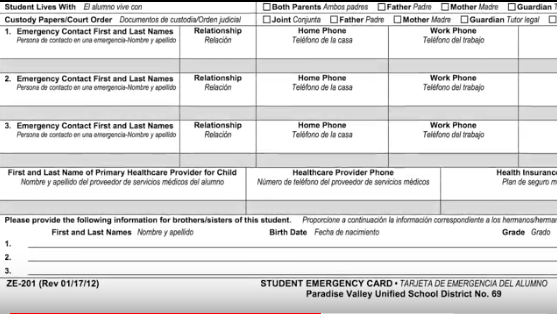 Student Lives With El alumno vive con ☐ Both Parents Ambos padres ☐ Father Padre ☐ Mother Madre ☐ Guardian
Custody Papers/Court Order Documentos de custodia/Orden judicial ☐ Joint Conjunta ☐ Father Padre ☐ Mother Madre ☐ Guardian Tutor legal ☐
1. Emergency Contact First and Last Names Relationship Home Phone Work Phone
Persona de contacto en una emergencia-Nombre y apellido Relación Teléfono de la casa Teléfono del trabajo
2. Emergency Contact First and Last Names Relationship Home Phone Work Phone
Persona de contacto en una emergencia-Nombre y apellido Relación Teléfono de la casa Teléfono del trabajo
3. Emergency Contact First and Last Names Relationship Home Phone Work Phone
Persona de contacto en una emergencia-Nombre y apellido Relación Teléfono de la casa Teléfono del trabajo
First and Last Name of Primary Healthcare Provider for Child Healthcare Provider Phone Health
Nombre y apellido del proveedor de servicios médicos del alumno Número de teléfono del proveedor de servicios médicos Plan de seguro
Please provide the following information for brothers/sisters of this student. Proporcione a continuación la información correspondiente a los
First and Last Names Nombre y apellido Birth Date Fecha de nacimiento Grade Grado
1.
2.
3.
ZE-201 (Rev 01/17/12) STUDENT EMERGENCY CARD • TARJETA DE EMERGENCIA DEL ALUMNO
Paradise Valley Unified School District No. 69